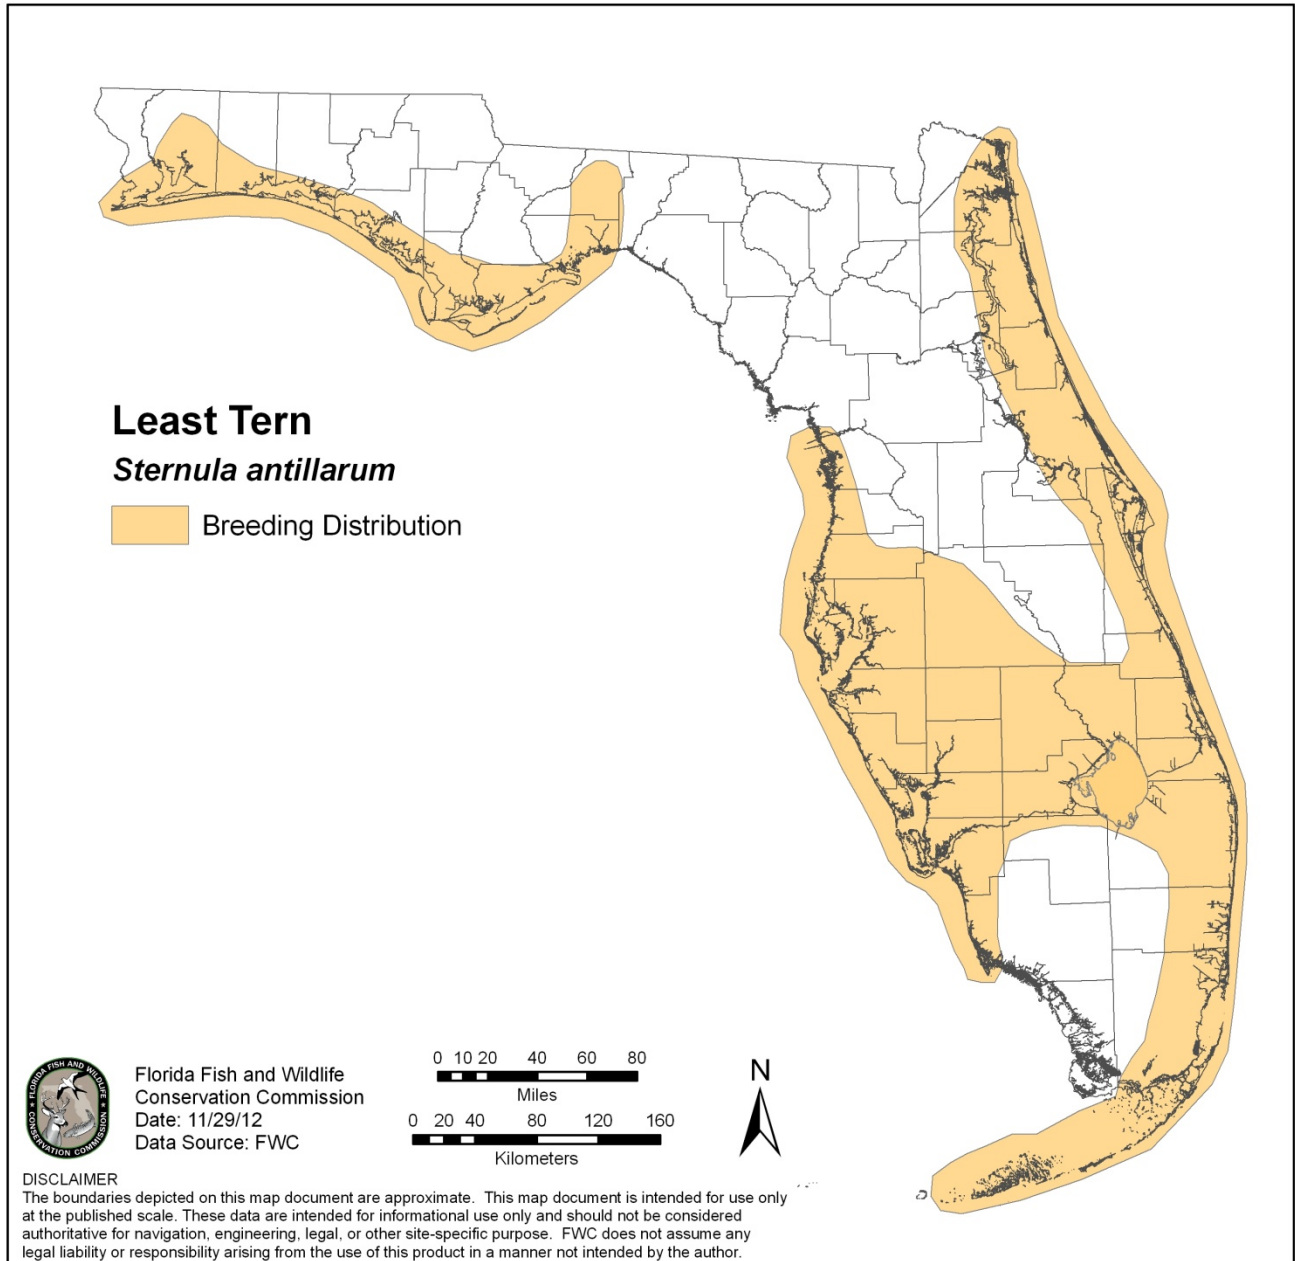 Least Tern
Sternula antillarum
Breeding Distribution
FLORIDA FISH AND WILDLIFE
CONSERVATION COMMISSION
Florida Fish and Wildlife
Conservation Commission
Date: 11/29/12
Data Source: FWC
0 10 20 40 60 80
Miles
0 20 40 80 120 160
Kilometers
N
DISCLAIMER
The boundaries depicted on this map document are approximate. This map document is intended for use only
at the published scale. These data are intended for informational use only and should not be considered
authoritative for navigation, engineering, legal, or other site-specific purpose. FWC does not assume any
legal liability or responsibility arising from the use of this product in a manner not intended by the author.